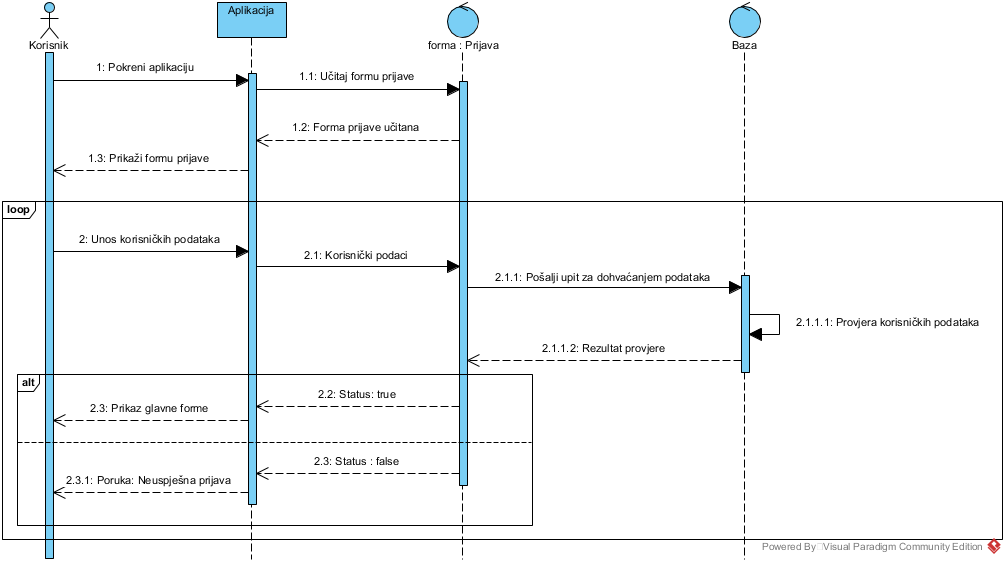 Aplikacija
Korisnik
forma : Prijava
Baza
1: Pokreni aplikaciju
1.1: Učitaj formu prijave
1.2: Forma prijave učitana
1.3: Prikaži formu prijave
loop
2: Unos korisničkih podataka
2.1: Korisnički podaci
2.1.1: Pošalji upit za dohvaćanjem podataka
2.1.1.1: Provjera korisničkih podataka
2.1.1.2: Rezultat provjere
alt
2.2: Status: true
2.3: Prikaz glavne forme
2.3: Status : false
2.3.1: Poruka: Neuspješna prijava
Powered By Visual Paradigm Community Edition